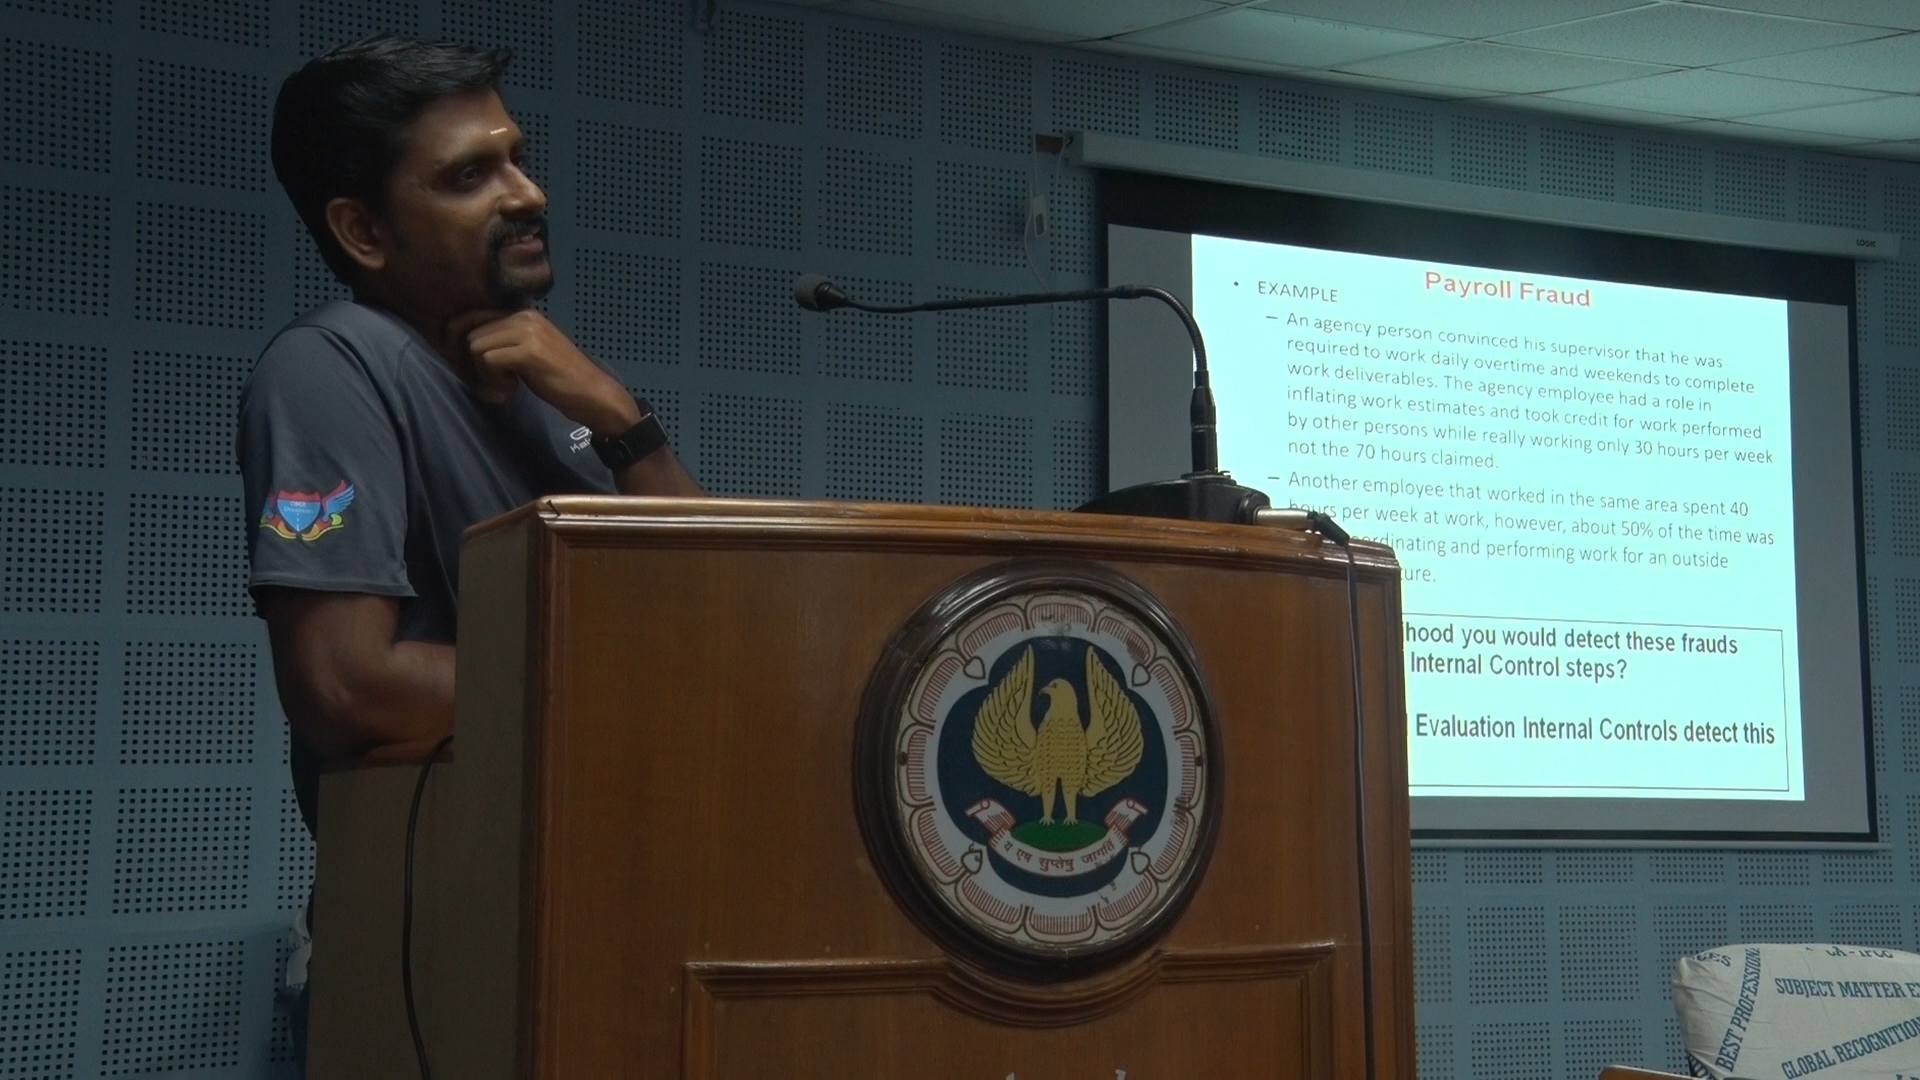 LOGIC
Payroll Fraud
• EXAMPLE
– An agency person convinced his supervisor that he was
required to work daily overtime and weekends to complete
work deliverables. The agency employee had a role in
inflating work estimates and took credit for work performed
by other persons while really working only 30 hours per week
not the 70 hours claimed.
– Another employee that worked in the same area spent 40
hours per week at work, however, about 50% of the time was
rdinating and performing work for an outside
ure.
hood you would detect these frauds
Internal Control steps?
Evaluation Internal Controls detect this
य एष सुप्तेषु जागर्ति
BEST PROFESSION
SUBJECT MATTER E
GLOBAL RECOGNITION